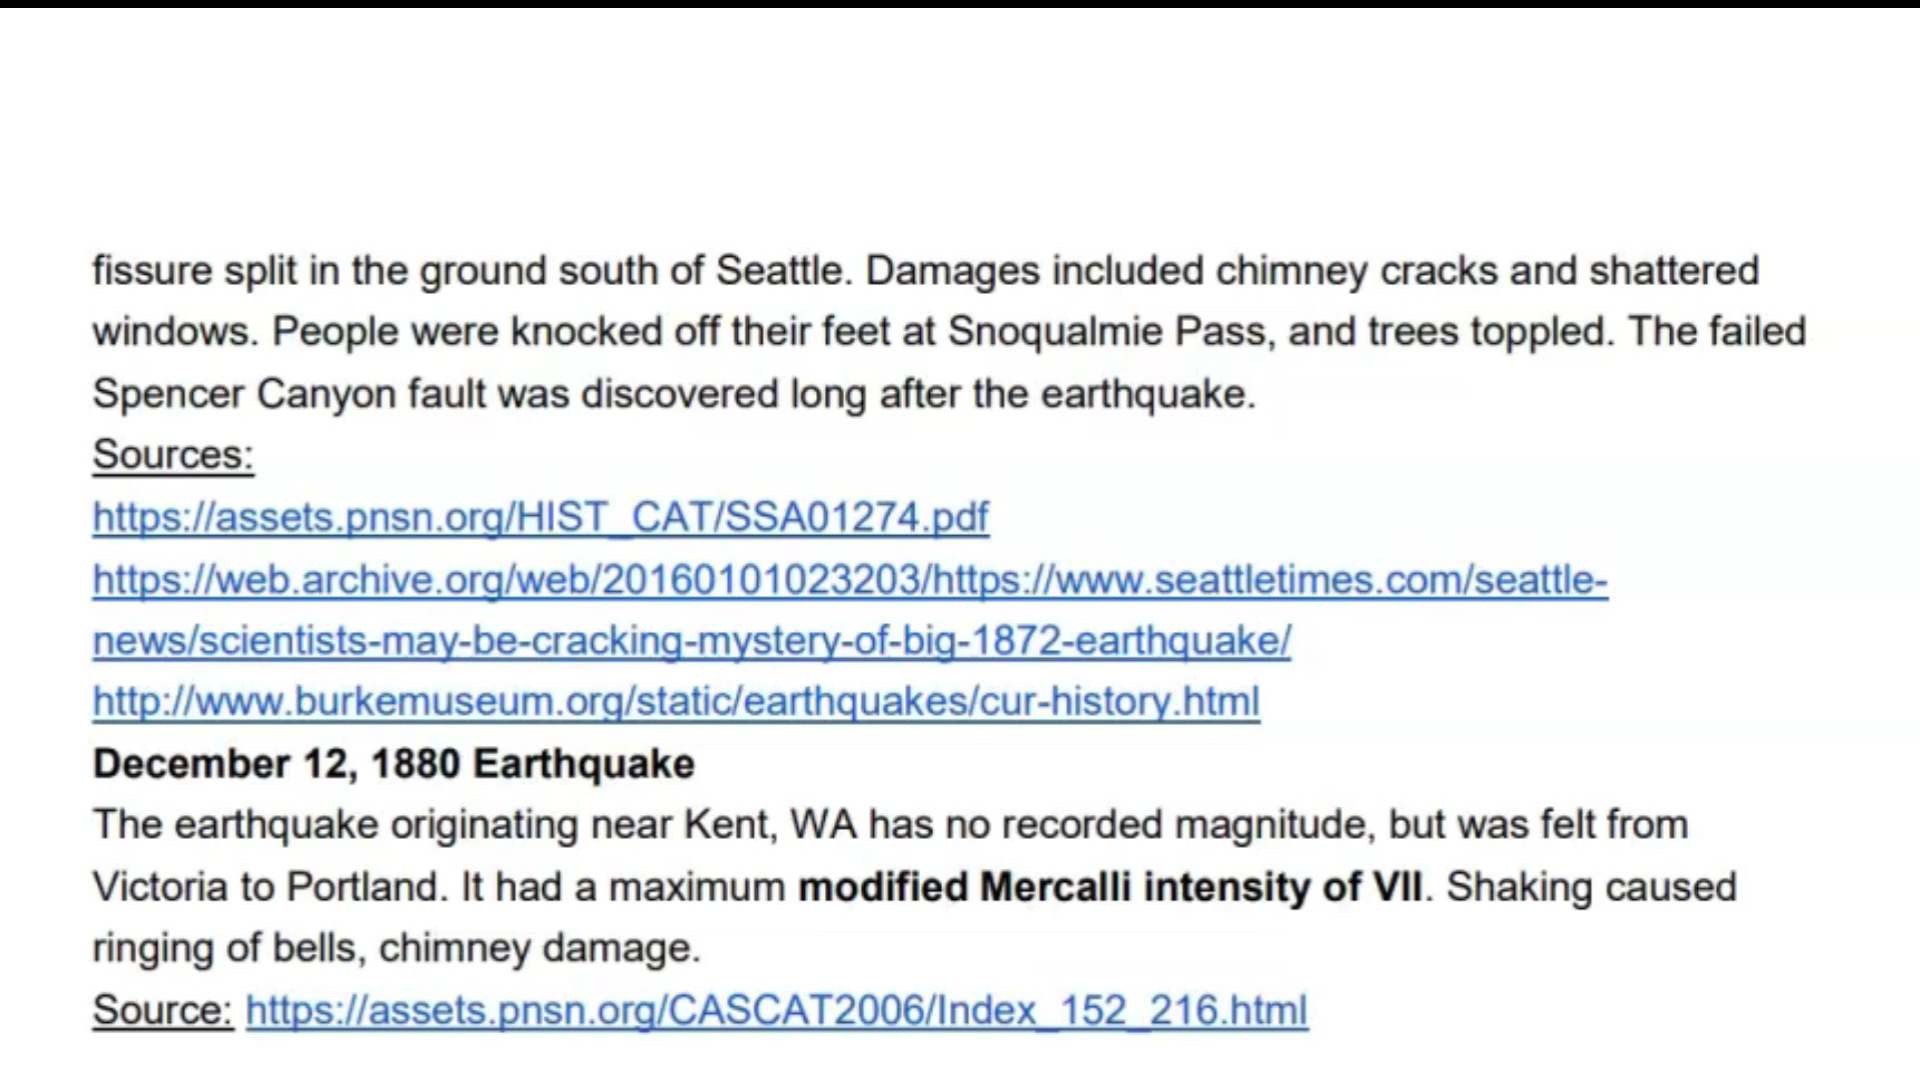 fissure split in the ground south of Seattle. Damages included chimney cracks and shattered
windows. People were knocked off their feet at Snoqualmie Pass, and trees toppled. The failed
Spencer Canyon fault was discovered long after the earthquake.
Sources:
https://assets.pnsn.org/HIST_CAT/SSA01274.pdf
https://web.archive.org/web/20160101023203/https://www.seattletimes.com/seattle-
news/scientists-may-be-cracking-mystery-of-big-1872-earthquake/
http://www.burkemuseum.org/static/earthquakes/cur-history.html
December 12, 1880 Earthquake
The earthquake originating near Kent, WA has no recorded magnitude, but was felt from
Victoria to Portland. It had a maximum modified Mercalli intensity of VII. Shaking caused
ringing of bells, chimney damage.
Source: https://assets.pnsn.org/CASCAT2006/Index_152_216.html